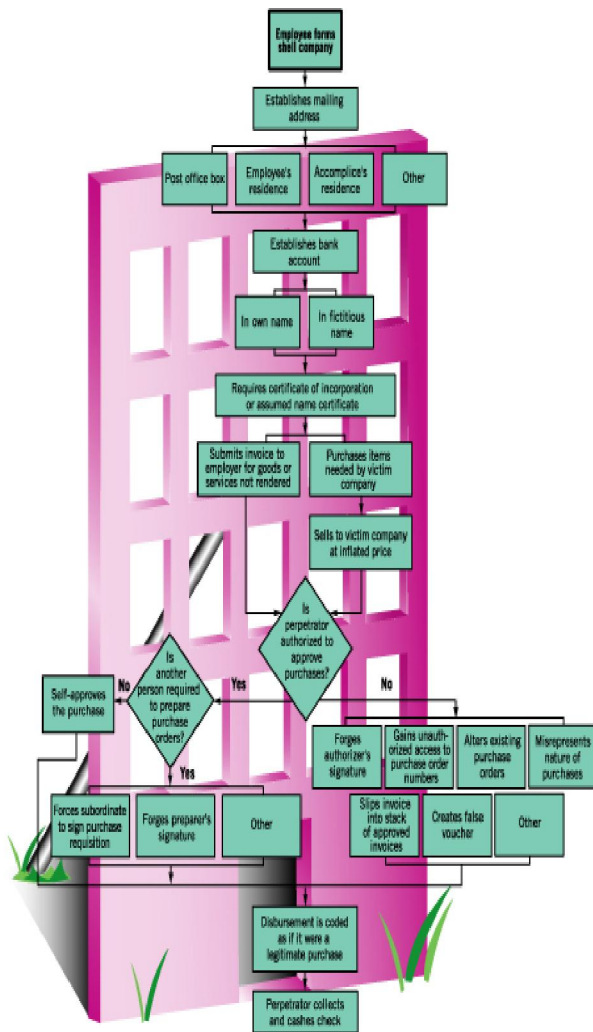 Employee forms
shell company
Establishes mailing
address
Post office box
Employee's
residence
Accomplice's
residence
Other
Establishes bank
account
In own name
In fictitious
name
Requires certificate of incorporation
or assumed name certificate
Submits invoice to
employer for goods or
services not rendered
Purchases items
needed by victim
company
Sells to victim company
at inflated price
Is
perpetrator
authorized to
approve
purchases?
Is
another
person required
to prepare
purchase
orders?
No
Yes
No
Self-approves
the purchase
Yes
Forges
authorizer's
signature
Gains unauth-
orized access to
purchase order
numbers
Alters existing
purchase
orders
Misrepresents
nature of
purchases
Forces subordinate
to sign purchase
requisition
Forges preparer's
signature
Other
Slips invoice
into stack
of approved
invoices
Creates false
voucher
Other
Disbursement is coded
as if it were a
legitimate purchase
Perpetrator collects
and cashes check